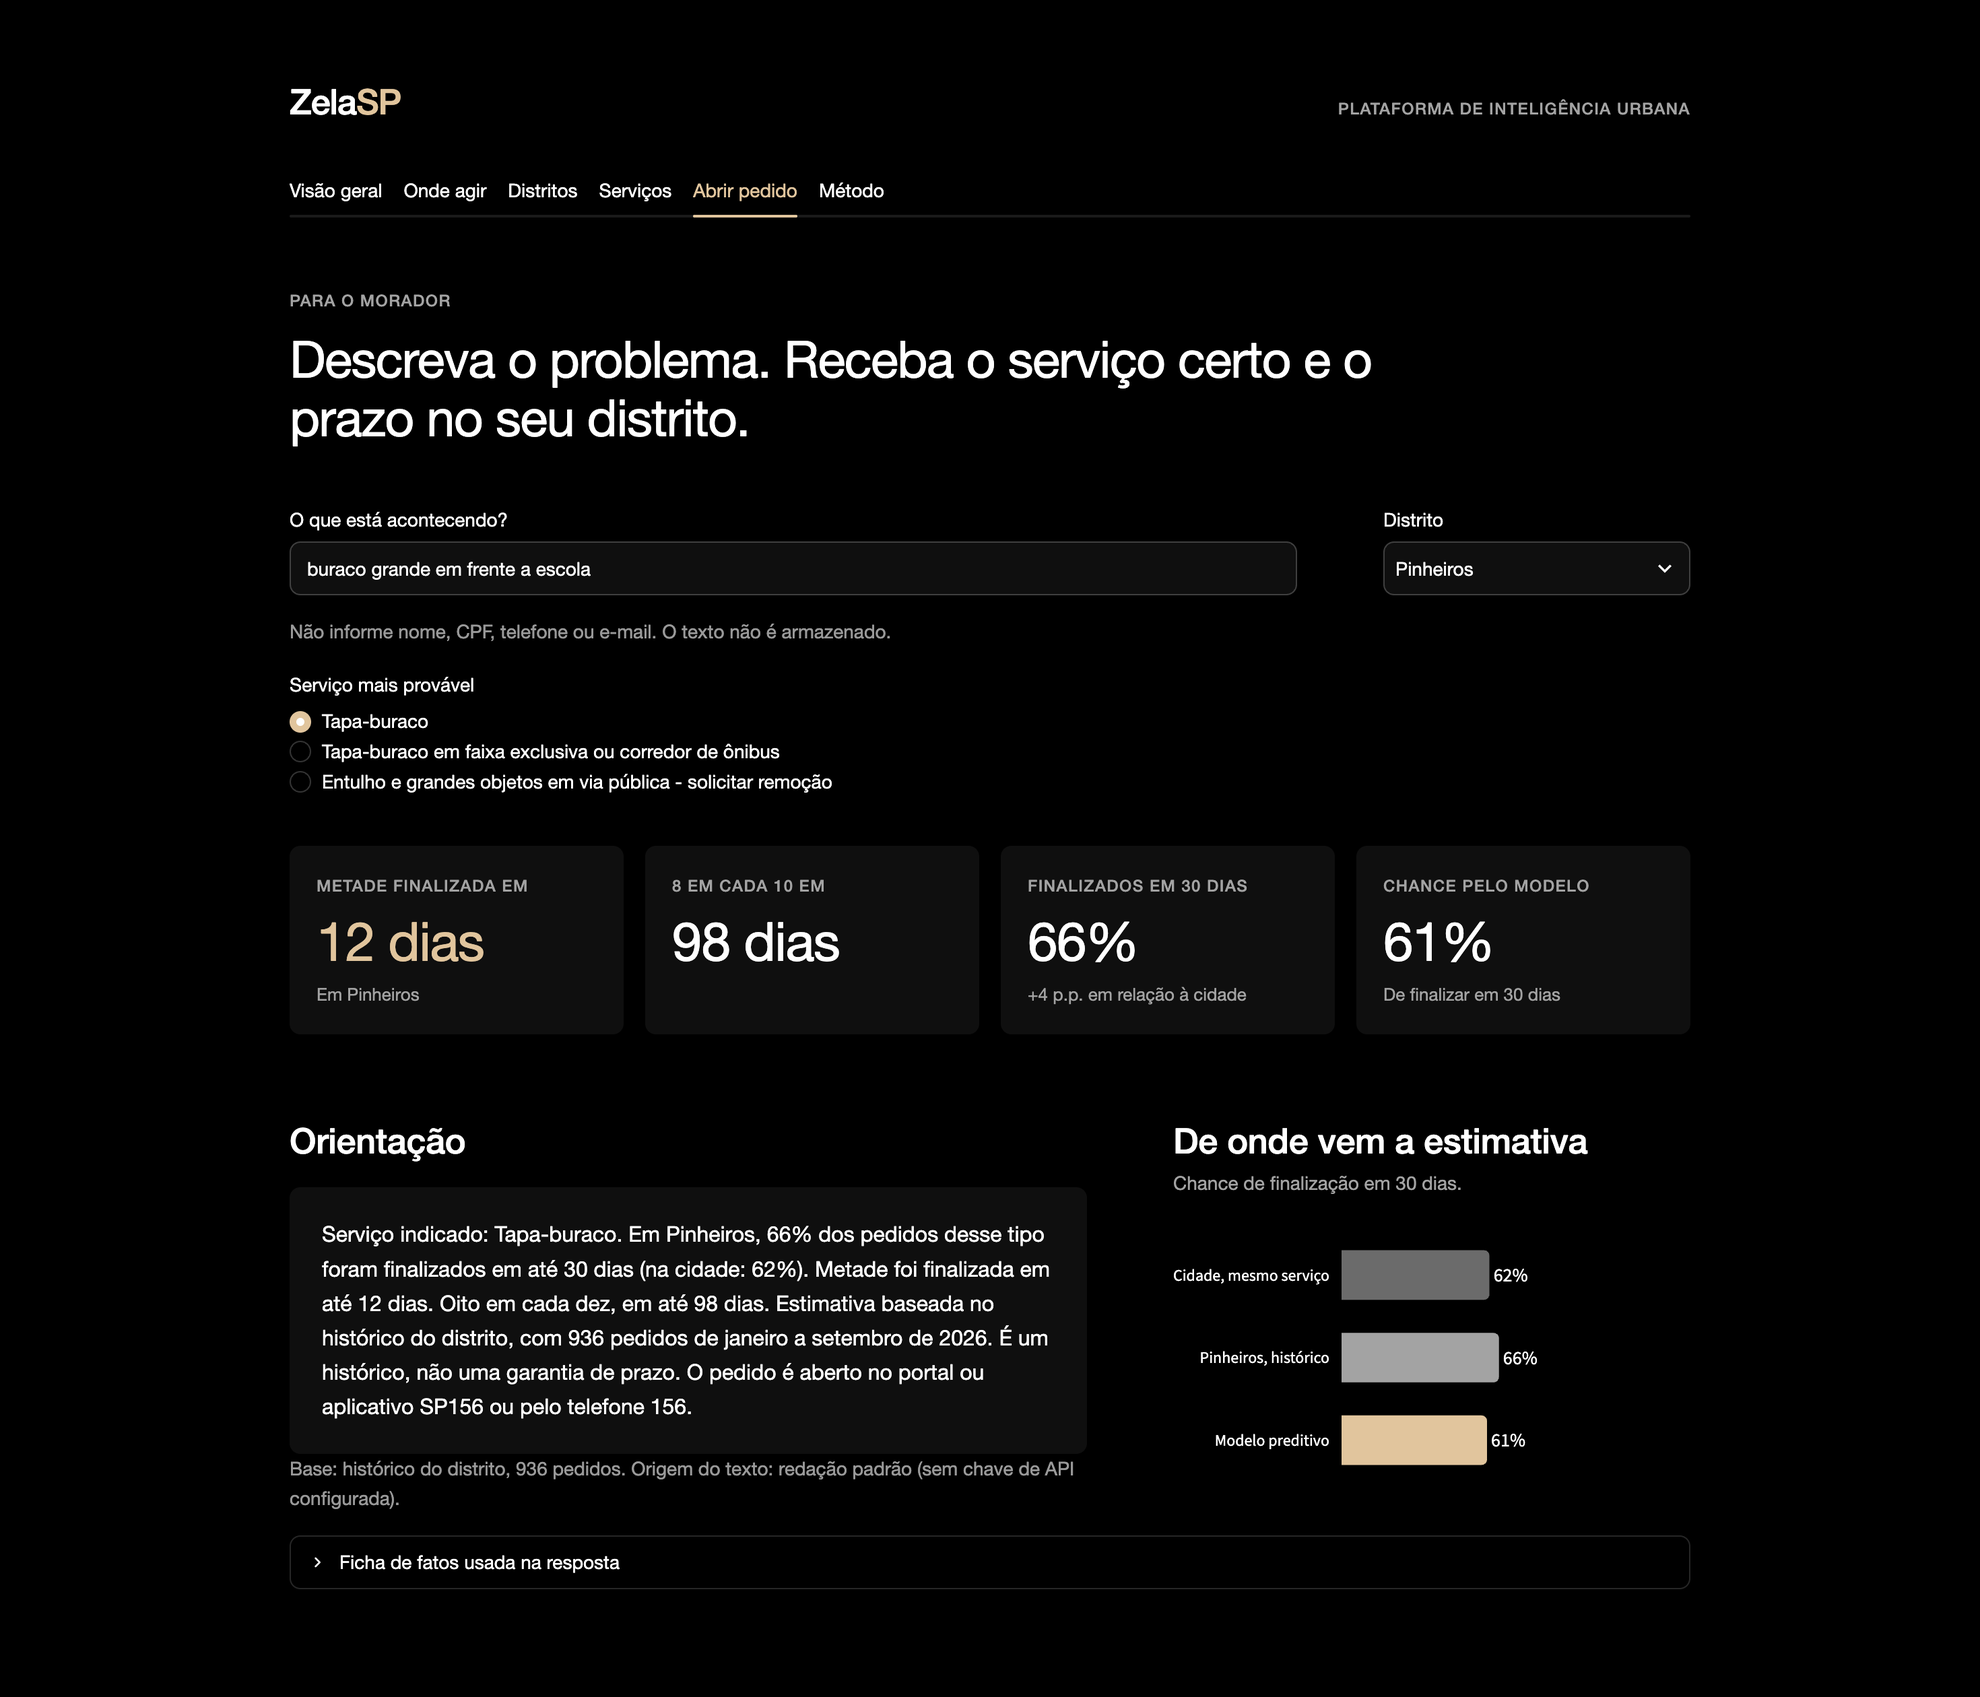 ZelaSP
PLATAFORMA DE INTELIGÊNCIA URBANA
Visão geral Onde agir Distritos Serviços Abrir pedido Método
PARA O MORADOR
Descreva o problema. Receba o serviço certo e o
prazo no seu distrito.
O que está acontecendo?
buraco grande em frente a escola
Distrito
Pinheiros
Não informe nome, CPF, telefone ou e-mail. O texto não é armazenado.
Serviço mais provável
Tapa-buraco
Tapa-buraco em faixa exclusiva ou corredor de ônibus
Entulho e grandes objetos em via pública - solicitar remoção
METADE FINALIZADA EM
12 dias
Em Pinheiros
8 EM CADA 10 EM
98 dias
FINALIZADOS EM 30 DIAS
66%
+4 p.p. em relação à cidade
CHANCE PELO MODELO
61%
De finalizar em 30 dias
Orientação
Serviço indicado: Tapa-buraco. Em Pinheiros, 66% dos pedidos desse tipo
foram finalizados em até 30 dias (na cidade: 62%). Metade foi finalizada em
até 12 dias. Oito em cada dez, em até 98 dias. Estimativa baseada no
histórico do distrito, com 936 pedidos de janeiro a setembro de 2026. É um
histórico, não uma garantia de prazo. O pedido é aberto no portal ou
aplicativo SP156 ou pelo telefone 156.
Base: histórico do distrito, 936 pedidos. Origem do texto: redação padrão (sem chave de API
configurada).
De onde vem a estimativa
Chance de finalização em 30 dias.
Cidade, mesmo serviço 62%
Pinheiros, histórico 66%
Modelo preditivo 61%
Ficha de fatos usada na resposta